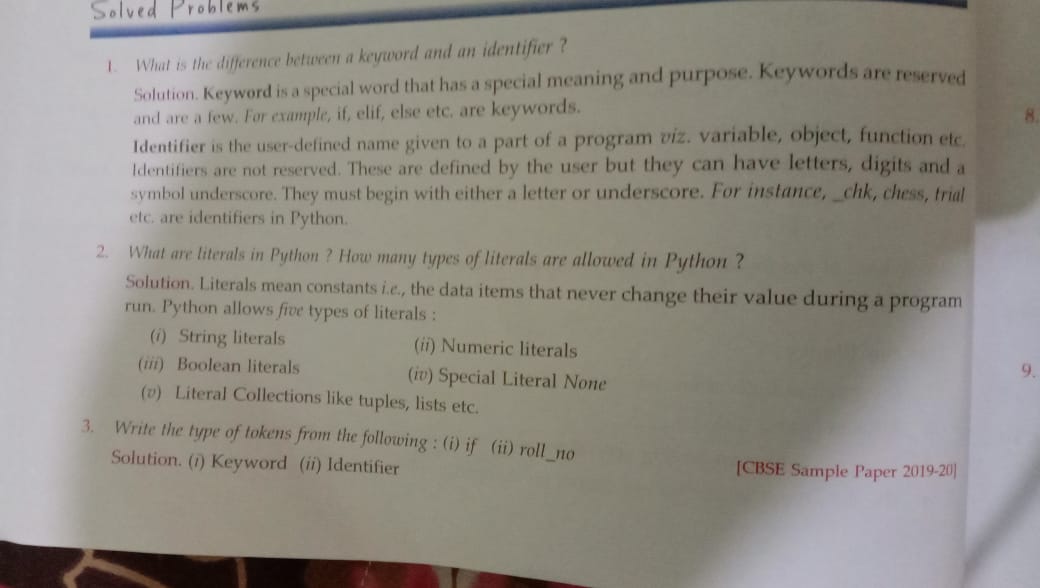 Solved Problems
1. What is the difference between a keyword and an identifier ?
Solution. Keyword is a special word that has a special meaning and purpose. Keywords are reserved
and are a few. For example, if, elif, else etc. are keywords.
Identifier is the user-defined name given to a part of a program viz. variable, object, function etc.
Identifiers are not reserved. These are defined by the user but they can have letters, digits and a
symbol underscore. They must begin with either a letter or underscore. For instance, _chk, chess, trial
etc. are identifiers in Python.
2. What are literals in Python ? How many types of literals are allowed in Python ?
Solution. Literals mean constants i.e., the data items that never change their value during a program
run. Python allows five types of literals :
(i) String literals (ii) Numeric literals
(iii) Boolean literals (iv) Special Literal None
(v) Literal Collections like tuples, lists etc.
3. Write the type of tokens from the following : (i) if (ii) roll_no
Solution. (i) Keyword (ii) Identifier [CBSE Sample Paper 2019-20]
8.
9.